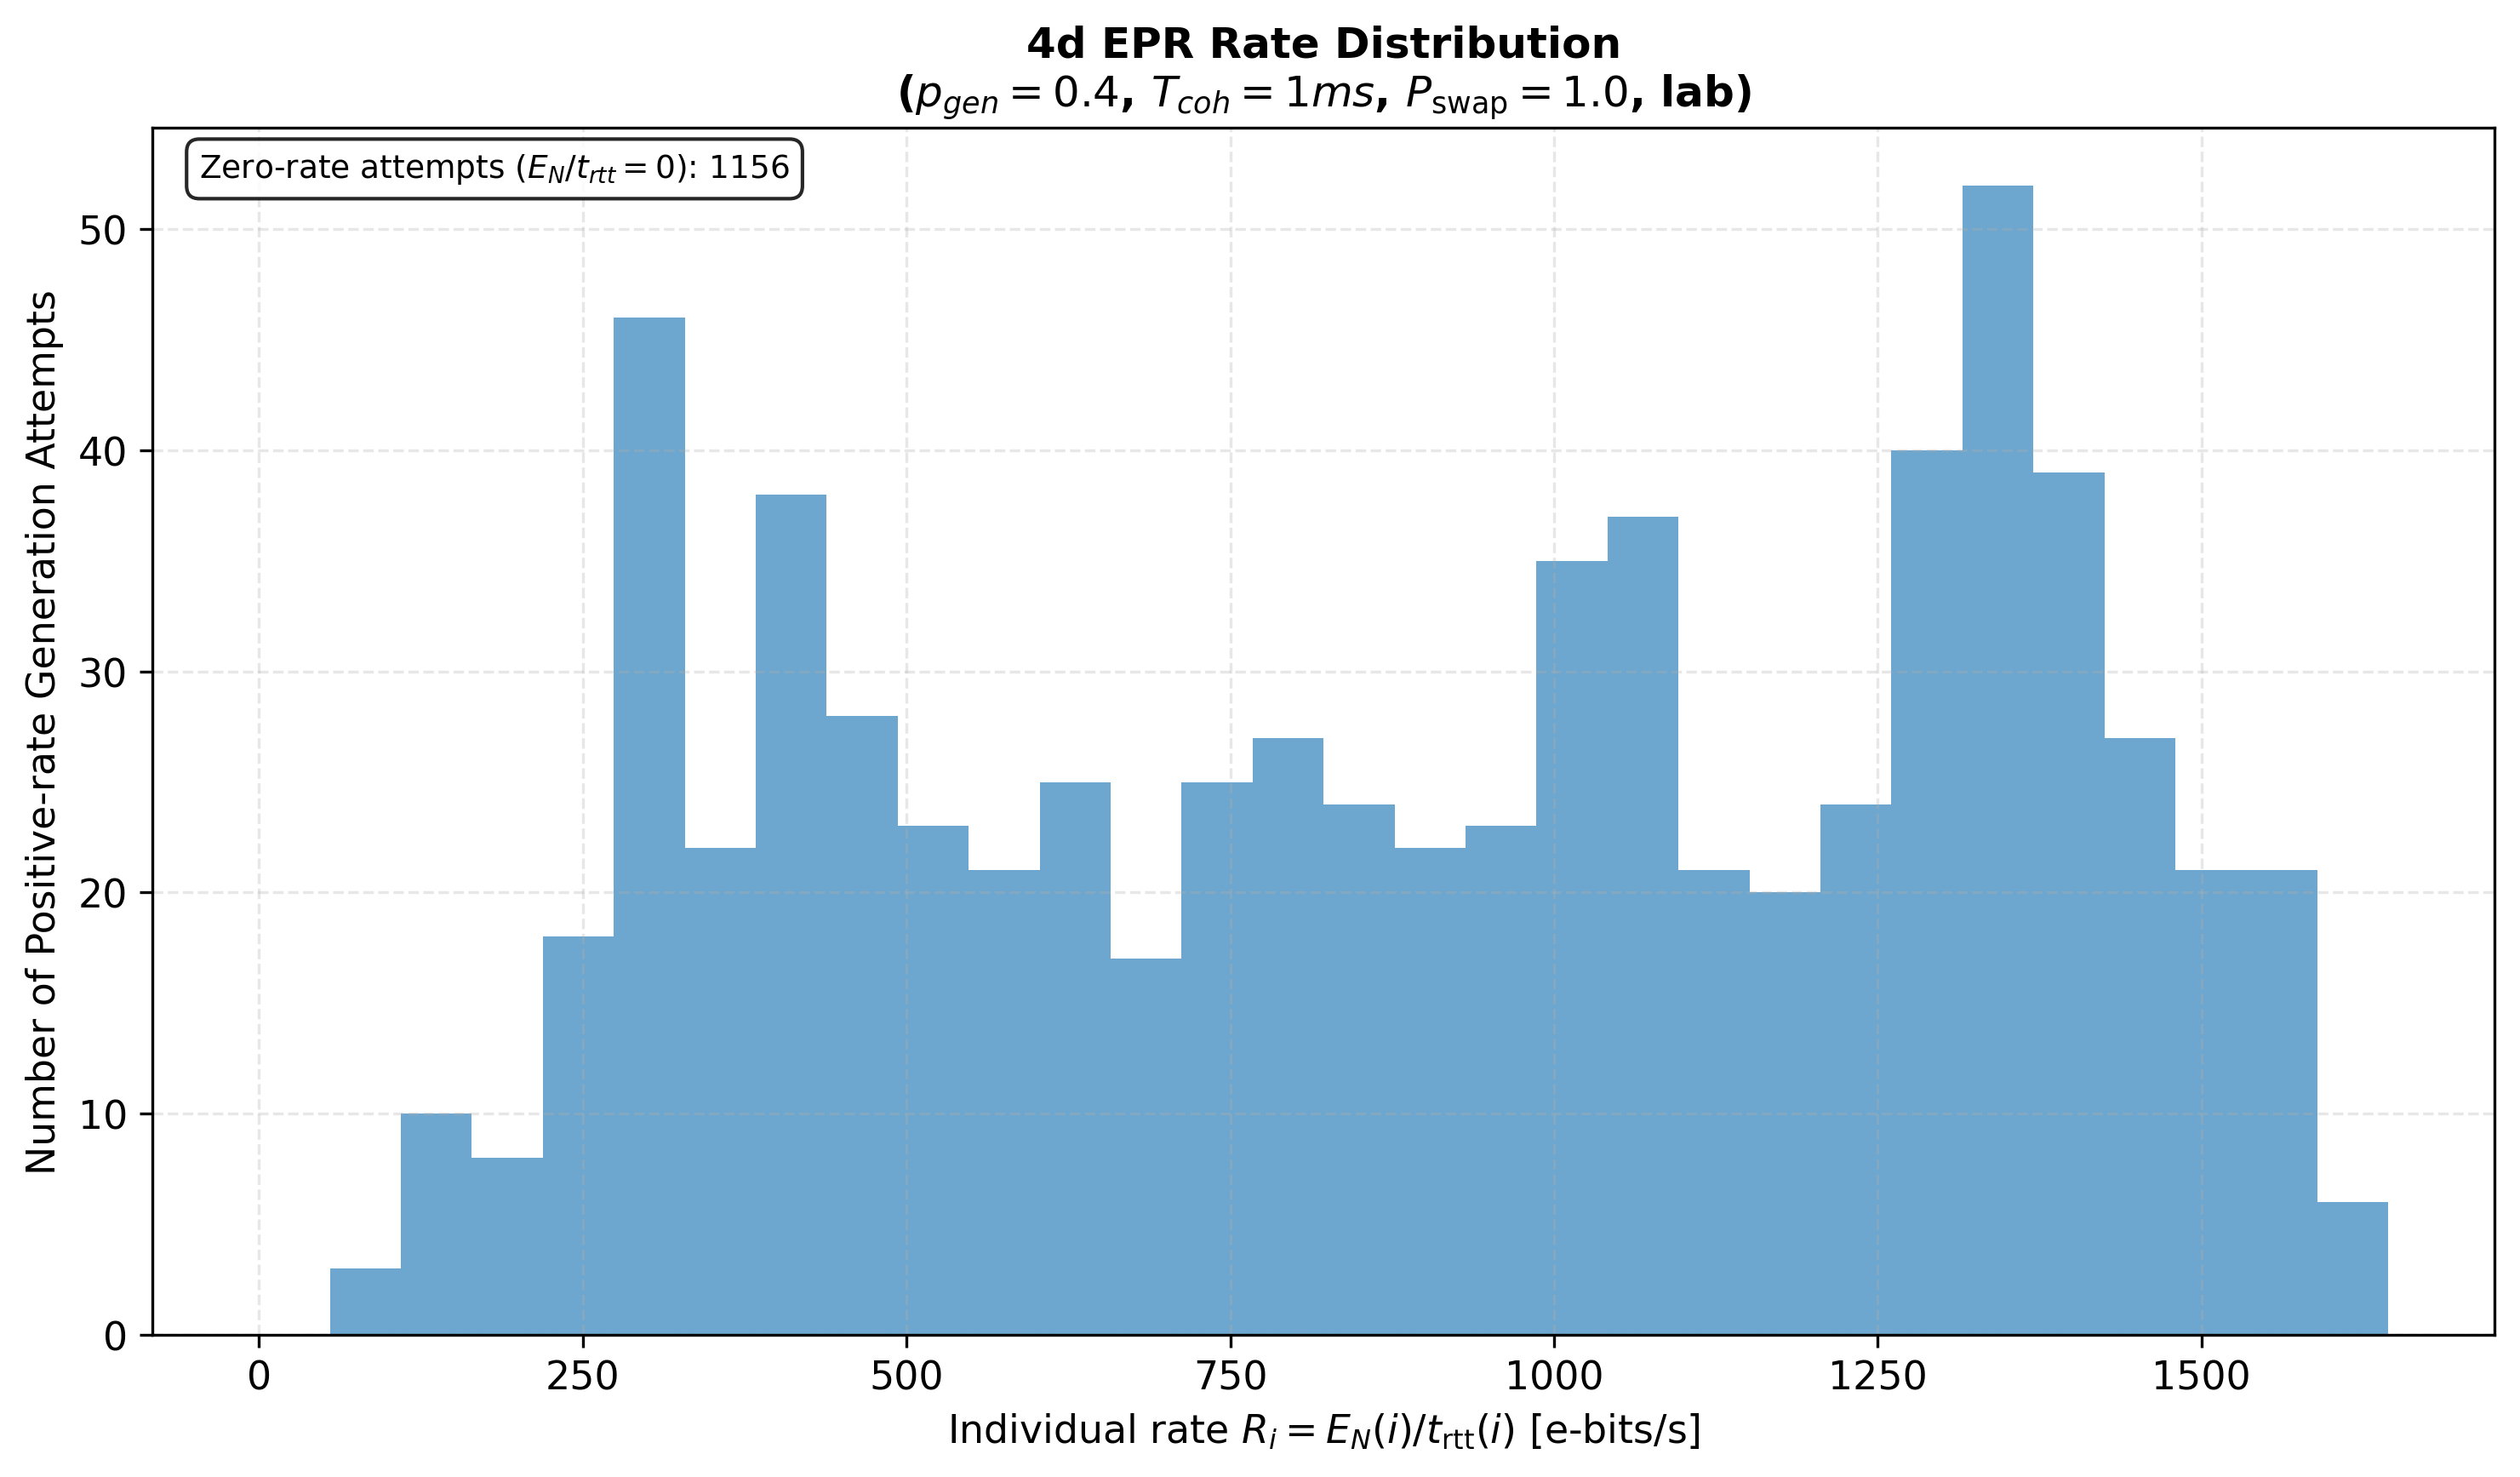 4d EPR Rate Distribution
(p_gen = 0.4, T_coh = 1ms, P_swap = 1.0, lab)
Zero-rate attempts (E_N/t_rtt = 0): 1156
Number of Positive-rate Generation Attempts
50
40
30
20
10
0
0 250 500 750 1000 1250 1500
Individual rate R_i = E_N(i)/t_rtt(i) [e-bits/s]